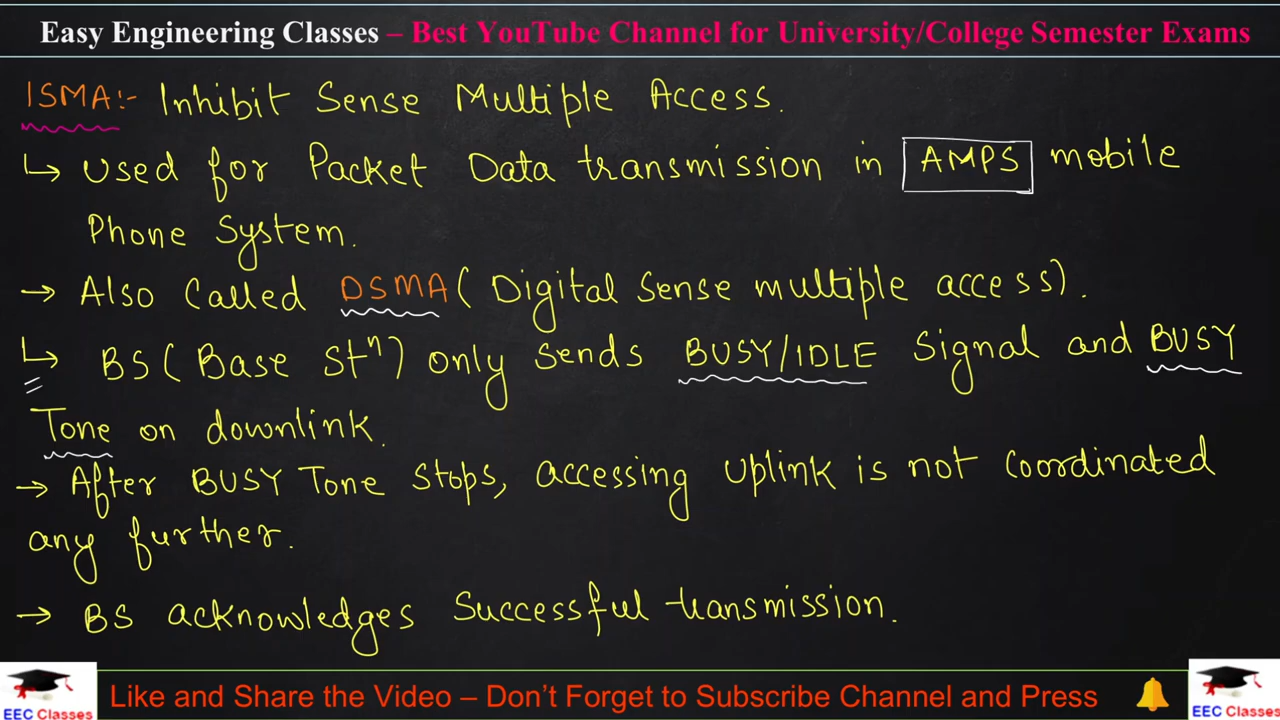 Easy Engineering Classes – Best YouTube Channel for University/College Semester Exams
ISMA:- Inhibit Sense Multiple Access.
↳ Used for Packet Data transmission in AMPS mobile
Phone System.
→ Also Called DSMA (Digital Sense multiple access).
↳ BS (Base Stⁿ) only sends BUSY/IDLE Signal and BUSY
Tone on downlink.
→ After BUSY Tone stops, accessing uplink is not coordinated
any further.
→ BS acknowledges Successful transmission.
EEC Classes
Like and Share the Video – Don't Forget to Subscribe Channel and Press
EEC Classes